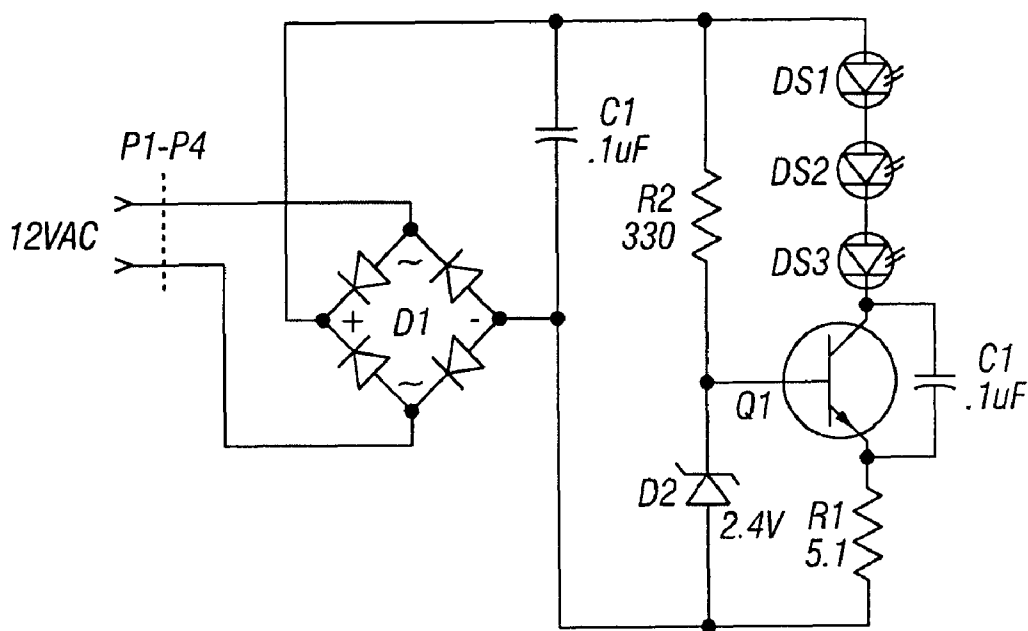 P1-P4
12VAC
~
+ D1 -
~
C1
.1uF
R2
330
D2
2.4V
DS1
DS2
DS3
Q1
C1
.1uF
R1
5.1